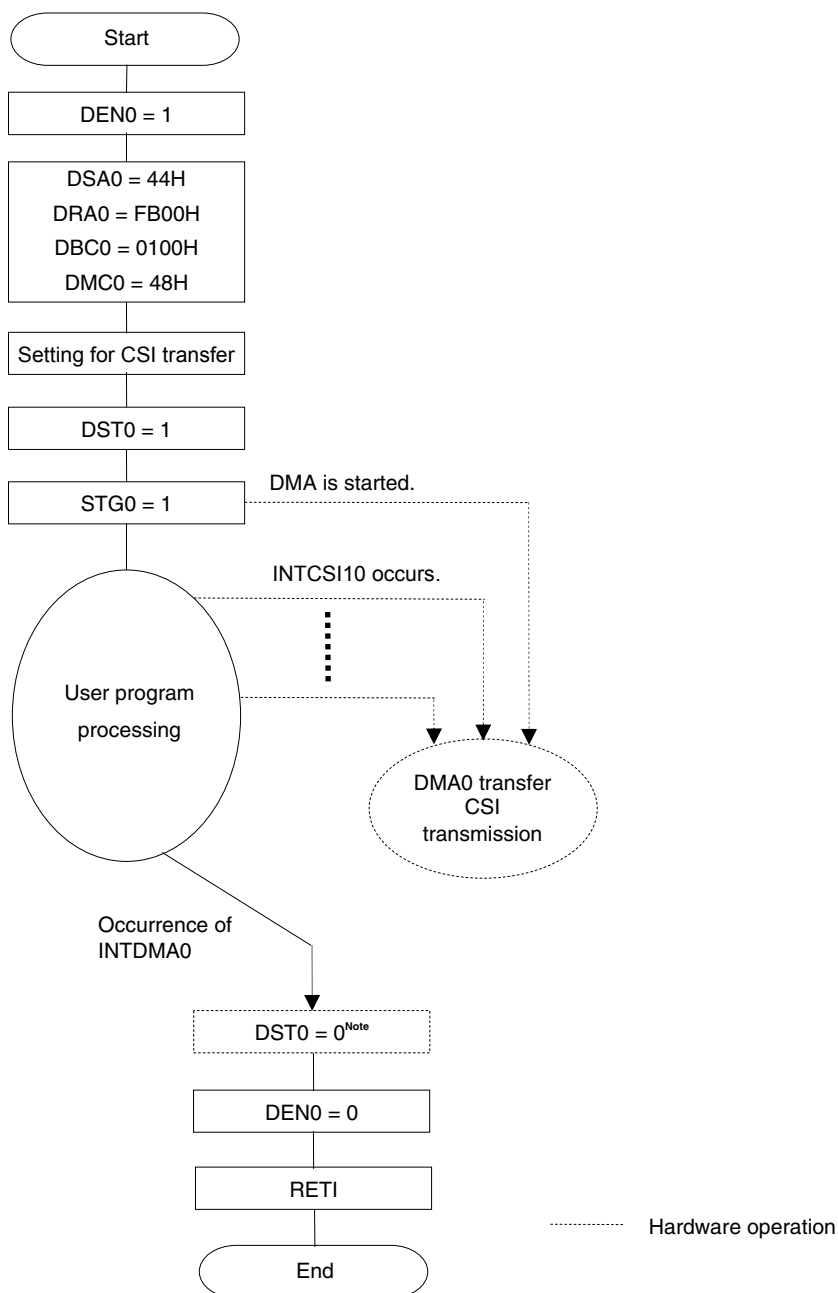 Start
DEN0 = 1
DSA0 = 44H
DRA0 = FB00H
DBC0 = 0100H
DMC0 = 48H
Setting for CSI transfer
DST0 = 1
STG0 = 1
DMA is started.
INTCSI10 occurs.
User program
processing
DMA0 transfer
CSI
transmission
Occurrence of
INTDMA0
DST0 = 0Note
DEN0 = 0
RETI
Hardware operation
End